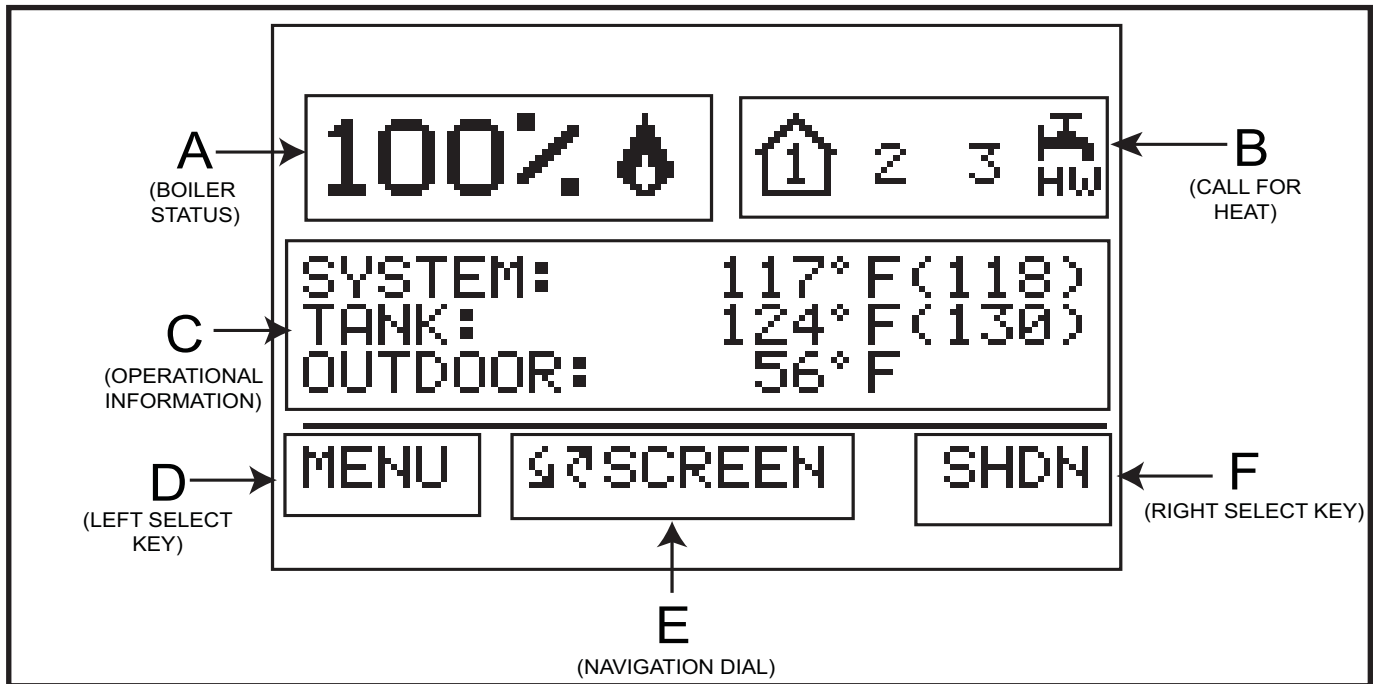 100%
1 2 3 HW
A
(BOILER
STATUS)
B
(CALL FOR
HEAT)
SYSTEM: 117°F(118)
TANK: 124°F(130)
OUTDOOR: 56°F
C
(OPERATIONAL
INFORMATION)
MENU SCREEN SHDN
D
(LEFT SELECT
KEY)
F
(RIGHT SELECT KEY)
E
(NAVIGATION DIAL)